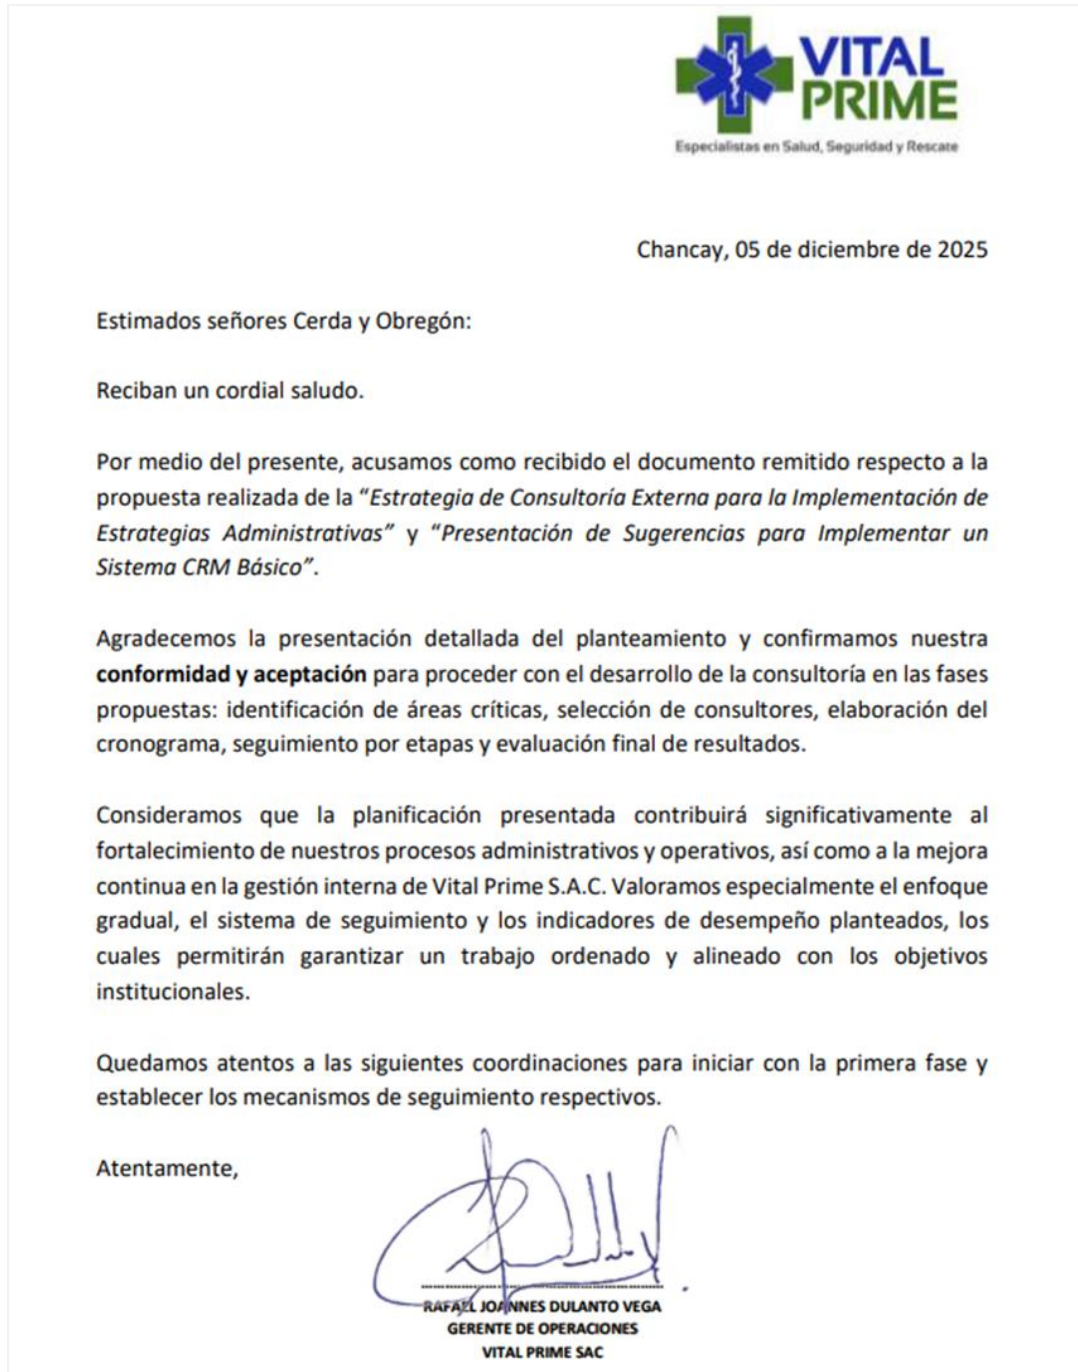 VITAL
PRIME
Especialistas en Salud, Seguridad y Rescate
Chancay, 05 de diciembre de 2025
Estimados señores Cerda y Obregón:
Reciban un cordial saludo.
Por medio del presente, acusamos como recibido el documento remitido respecto a la
propuesta realizada de la “Estrategia de Consultoría Externa para la Implementación de
Estrategias Administrativas” y “Presentación de Sugerencias para Implementar un
Sistema CRM Básico”.
Agradecemos la presentación detallada del planteamiento y confirmamos nuestra
conformidad y aceptación para proceder con el desarrollo de la consultoría en las fases
propuestas: identificación de áreas críticas, selección de consultores, elaboración del
cronograma, seguimiento por etapas y evaluación final de resultados.
Consideramos que la planificación presentada contribuirá significativamente al
fortalecimiento de nuestros procesos administrativos y operativos, así como a la mejora
continua en la gestión interna de Vital Prime S.A.C. Valoramos especialmente el enfoque
gradual, el sistema de seguimiento y los indicadores de desempeño planteados, los
cuales permitirán garantizar un trabajo ordenado y alineado con los objetivos
institucionales.
Quedamos atentos a las siguientes coordinaciones para iniciar con la primera fase y
establecer los mecanismos de seguimiento respectivos.
Atentamente,
RAFAEL JOANNES DULANTO VEGA
GERENTE DE OPERACIONES
VITAL PRIME SAC